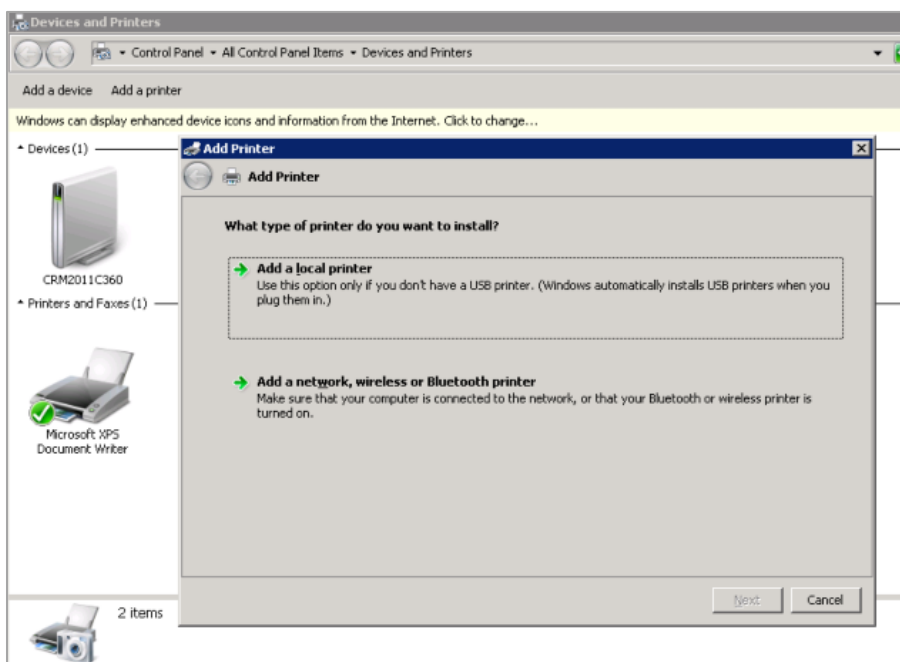 Devices and Printers
Control Panel All Control Panel Items Devices and Printers
Add a device Add a printer
Windows can display enhanced device icons and information from the Internet. Click to change...
Devices (1)
CRM2011C360
Printers and Faxes (1)
Microsoft XPS
Document Writer
2 items
Add Printer
Add Printer
What type of printer do you want to install?
Add a local printer
Use this option only if you don't have a USB printer. (Windows automatically installs USB printers when you
plug them in.)
Add a network, wireless or Bluetooth printer
Make sure that your computer is connected to the network, or that your Bluetooth or wireless printer is
turned on.
Next Cancel